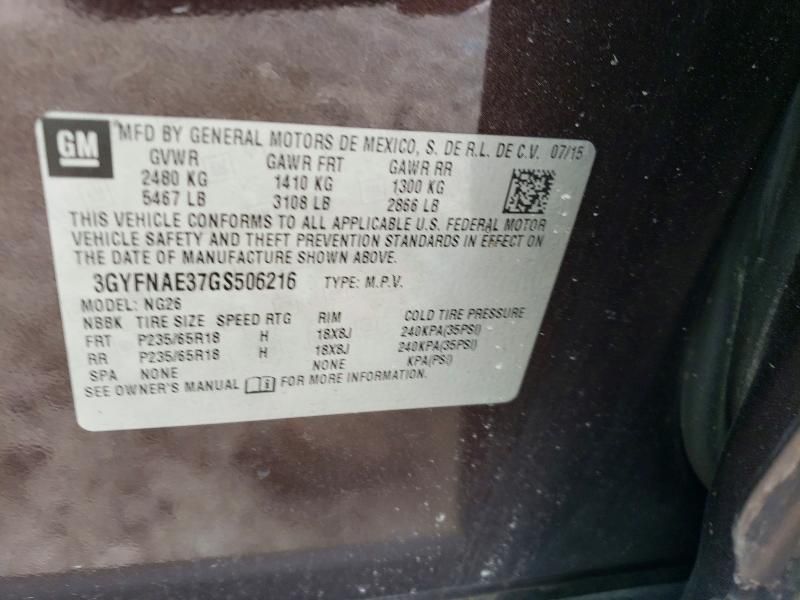 GM MFD BY GENERAL MOTORS DE MEXICO, S. DE R.L. DE C.V. 07/15
GVWR GAWR FRT GAWR RR
2480 KG 1410 KG 1300 KG
5467 LB 3108 LB 2866 LB
THIS VEHICLE CONFORMS TO ALL APPLICABLE U.S. FEDERAL MOTOR
VEHICLE SAFETY AND THEFT PREVENTION STANDARDS IN EFFECT ON
THE DATE OF MANUFACTURE SHOWN ABOVE.
3GYFNAE37GS506216 TYPE: M.P.V.
MODEL: NG26
NBBK TIRE SIZE SPEED RTG RIM COLD TIRE PRESSURE
FRT P235/65R18 H 18X8J 240KPA(35PSI)
RR P235/65R18 H 18X8J 240KPA(35PSI)
SPA NONE NONE KPA(PSI)
SEE OWNER'S MANUAL FOR MORE INFORMATION.